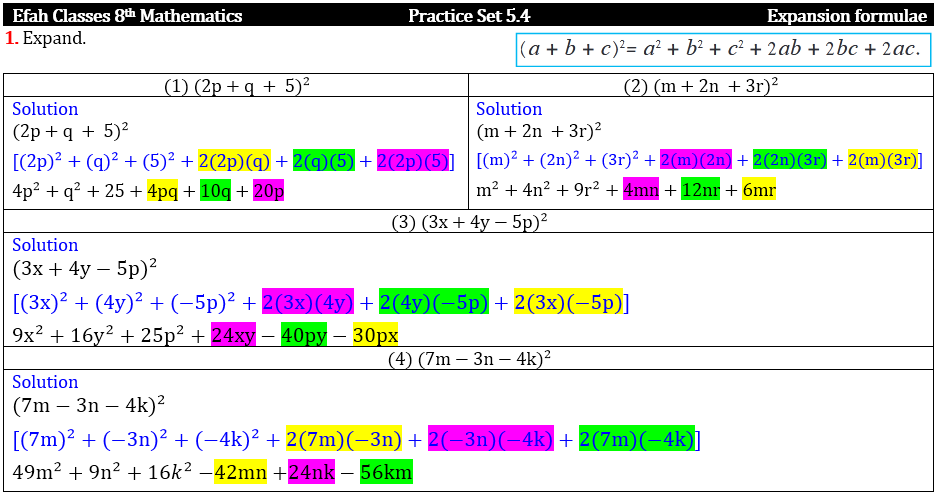 Efah Classes 8ᵗʰ Mathematics Practice Set 5.4 Expansion formulae
1. Expand.
(a + b + c)²= a² + b² + c² + 2ab + 2bc + 2ac.
(1) (2p + q + 5)²
Solution
(2p + q + 5)²
[(2p)² + (q)² + (5)² + 2(2p)(q) + 2(q)(5) + 2(2p)(5)]
4p² + q² + 25 + 4pq + 10q + 20p
(2) (m + 2n + 3r)²
Solution
(m + 2n + 3r)²
[(m)² + (2n)² + (3r)² + 2(m)(2n) + 2(2n)(3r) + 2(m)(3r)]
m² + 4n² + 9r² + 4mn + 12nr + 6mr
(3) (3x + 4y − 5p)²
Solution
(3x + 4y − 5p)²
[(3x)² + (4y)² + (−5p)² + 2(3x)(4y) + 2(4y)(−5p) + 2(3x)(−5p)]
9x² + 16y² + 25p² + 24xy − 40py − 30px
(4) (7m − 3n − 4k)²
Solution
(7m − 3n − 4k)²
[(7m)² + (−3n)² + (−4k)² + 2(7m)(−3n) + 2(−3n)(−4k) + 2(7m)(−4k)]
49m² + 9n² + 16k² −42mn +24nk − 56km